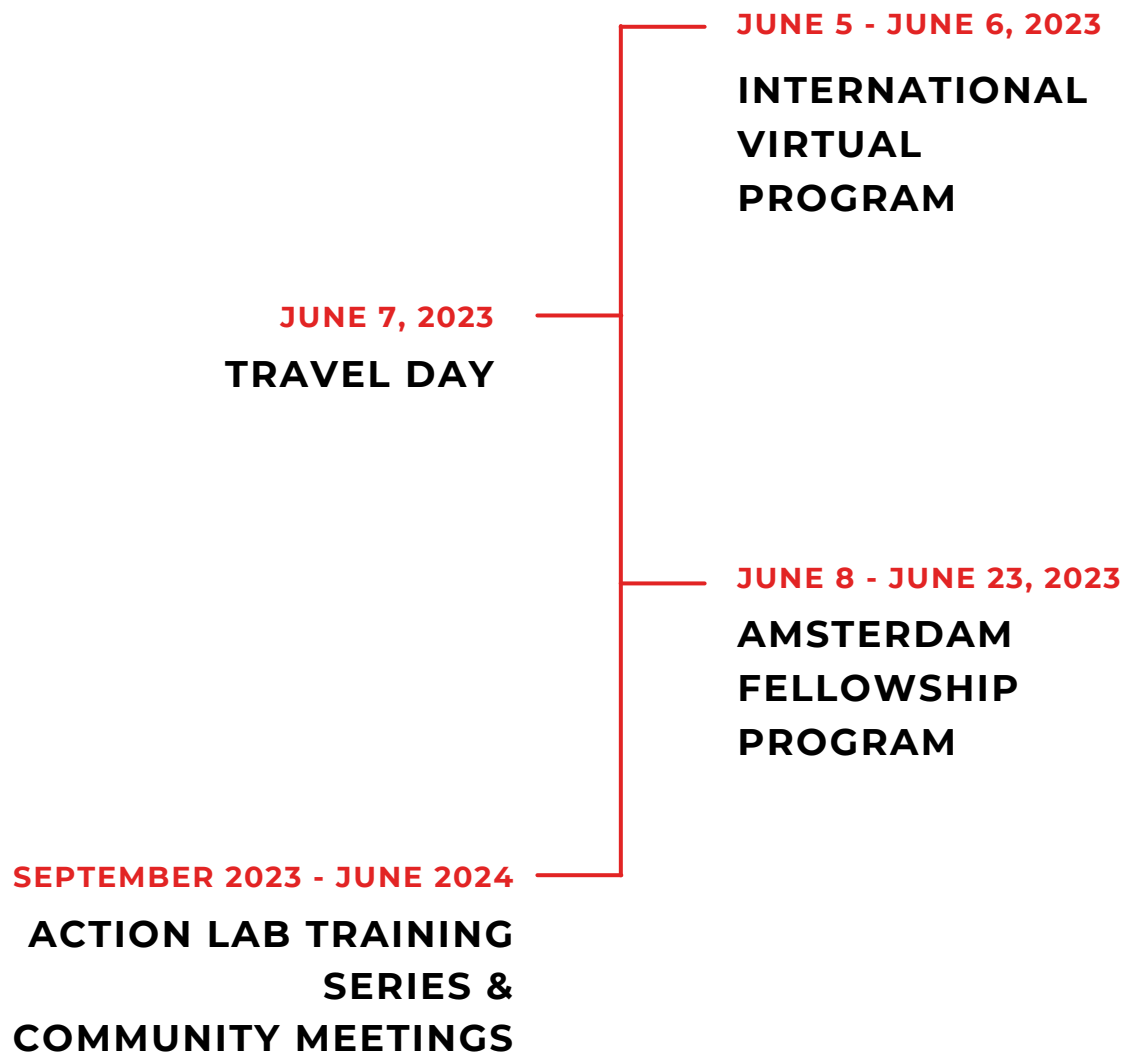 JUNE 5 - JUNE 6, 2023
INTERNATIONAL
VIRTUAL
PROGRAM
JUNE 7, 2023
TRAVEL DAY
JUNE 8 - JUNE 23, 2023
AMSTERDAM
FELLOWSHIP
PROGRAM
SEPTEMBER 2023 - JUNE 2024
ACTION LAB TRAINING
SERIES &
COMMUNITY MEETINGS